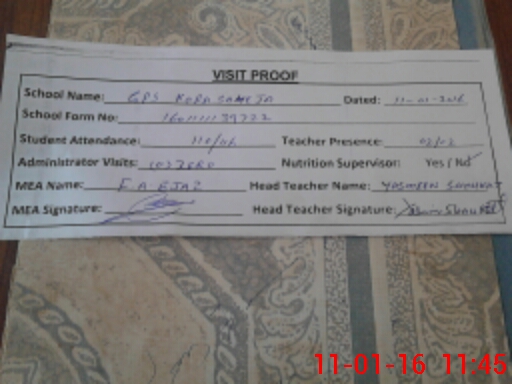 VISIT PROOF
School Name: GPS KORA SAMEJA Dated: 11-01-2016
School Form No:
Student Attendance: Teacher Presence: 02/02
Administrator Visits: Nutrition Supervisor: Yes / No
MEA Name: E.A EJAZ Head Teacher Name: YASMEEN SHOUKAT
MEA Signature: Head Teacher Signature:
11-01-16 11:45